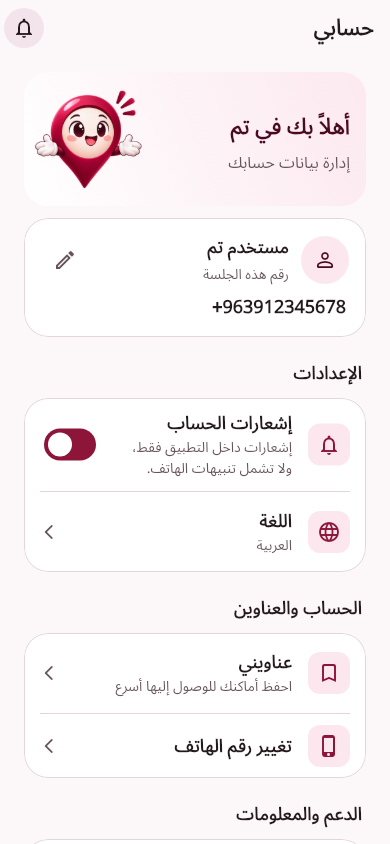 حسابي
أهلاً بك في تم
إدارة بيانات حسابك
مستخدم تم
رقم هذه الجلسة
+963912345678
الإعدادات
إشعارات الحساب
إشعارات داخل التطبيق فقط،
ولا تشمل تنبيهات الهاتف.
اللغة
العربية
الحساب والعناوين
عناويني
احفظ أماكنك للوصول إليها أسرع
تغيير رقم الهاتف
الدعم والمعلومات